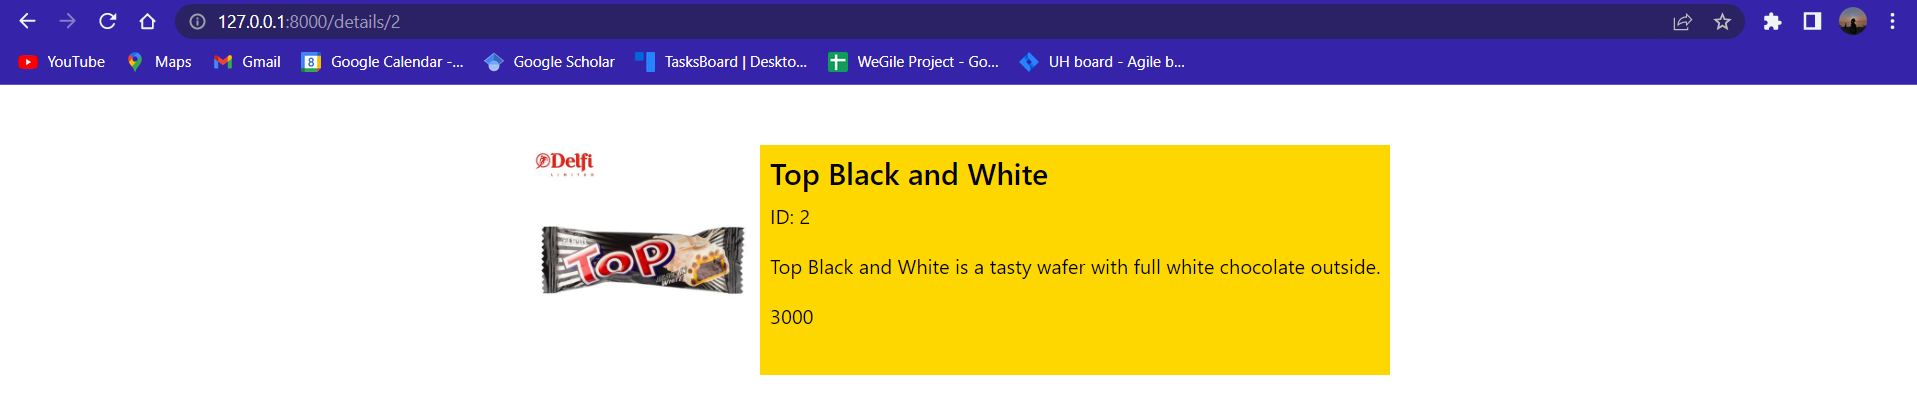 127.0.0.1:8000/details/2
YouTube Maps Gmail 8 Google Calendar -... Google Scholar TasksBoard | Deskto... WeGile Project - Go... UH board - Agile b...
Delfi
LIMITED
Top Black and White
ID: 2
TOP
Top Black and White is a tasty wafer with full white chocolate outside.
3000